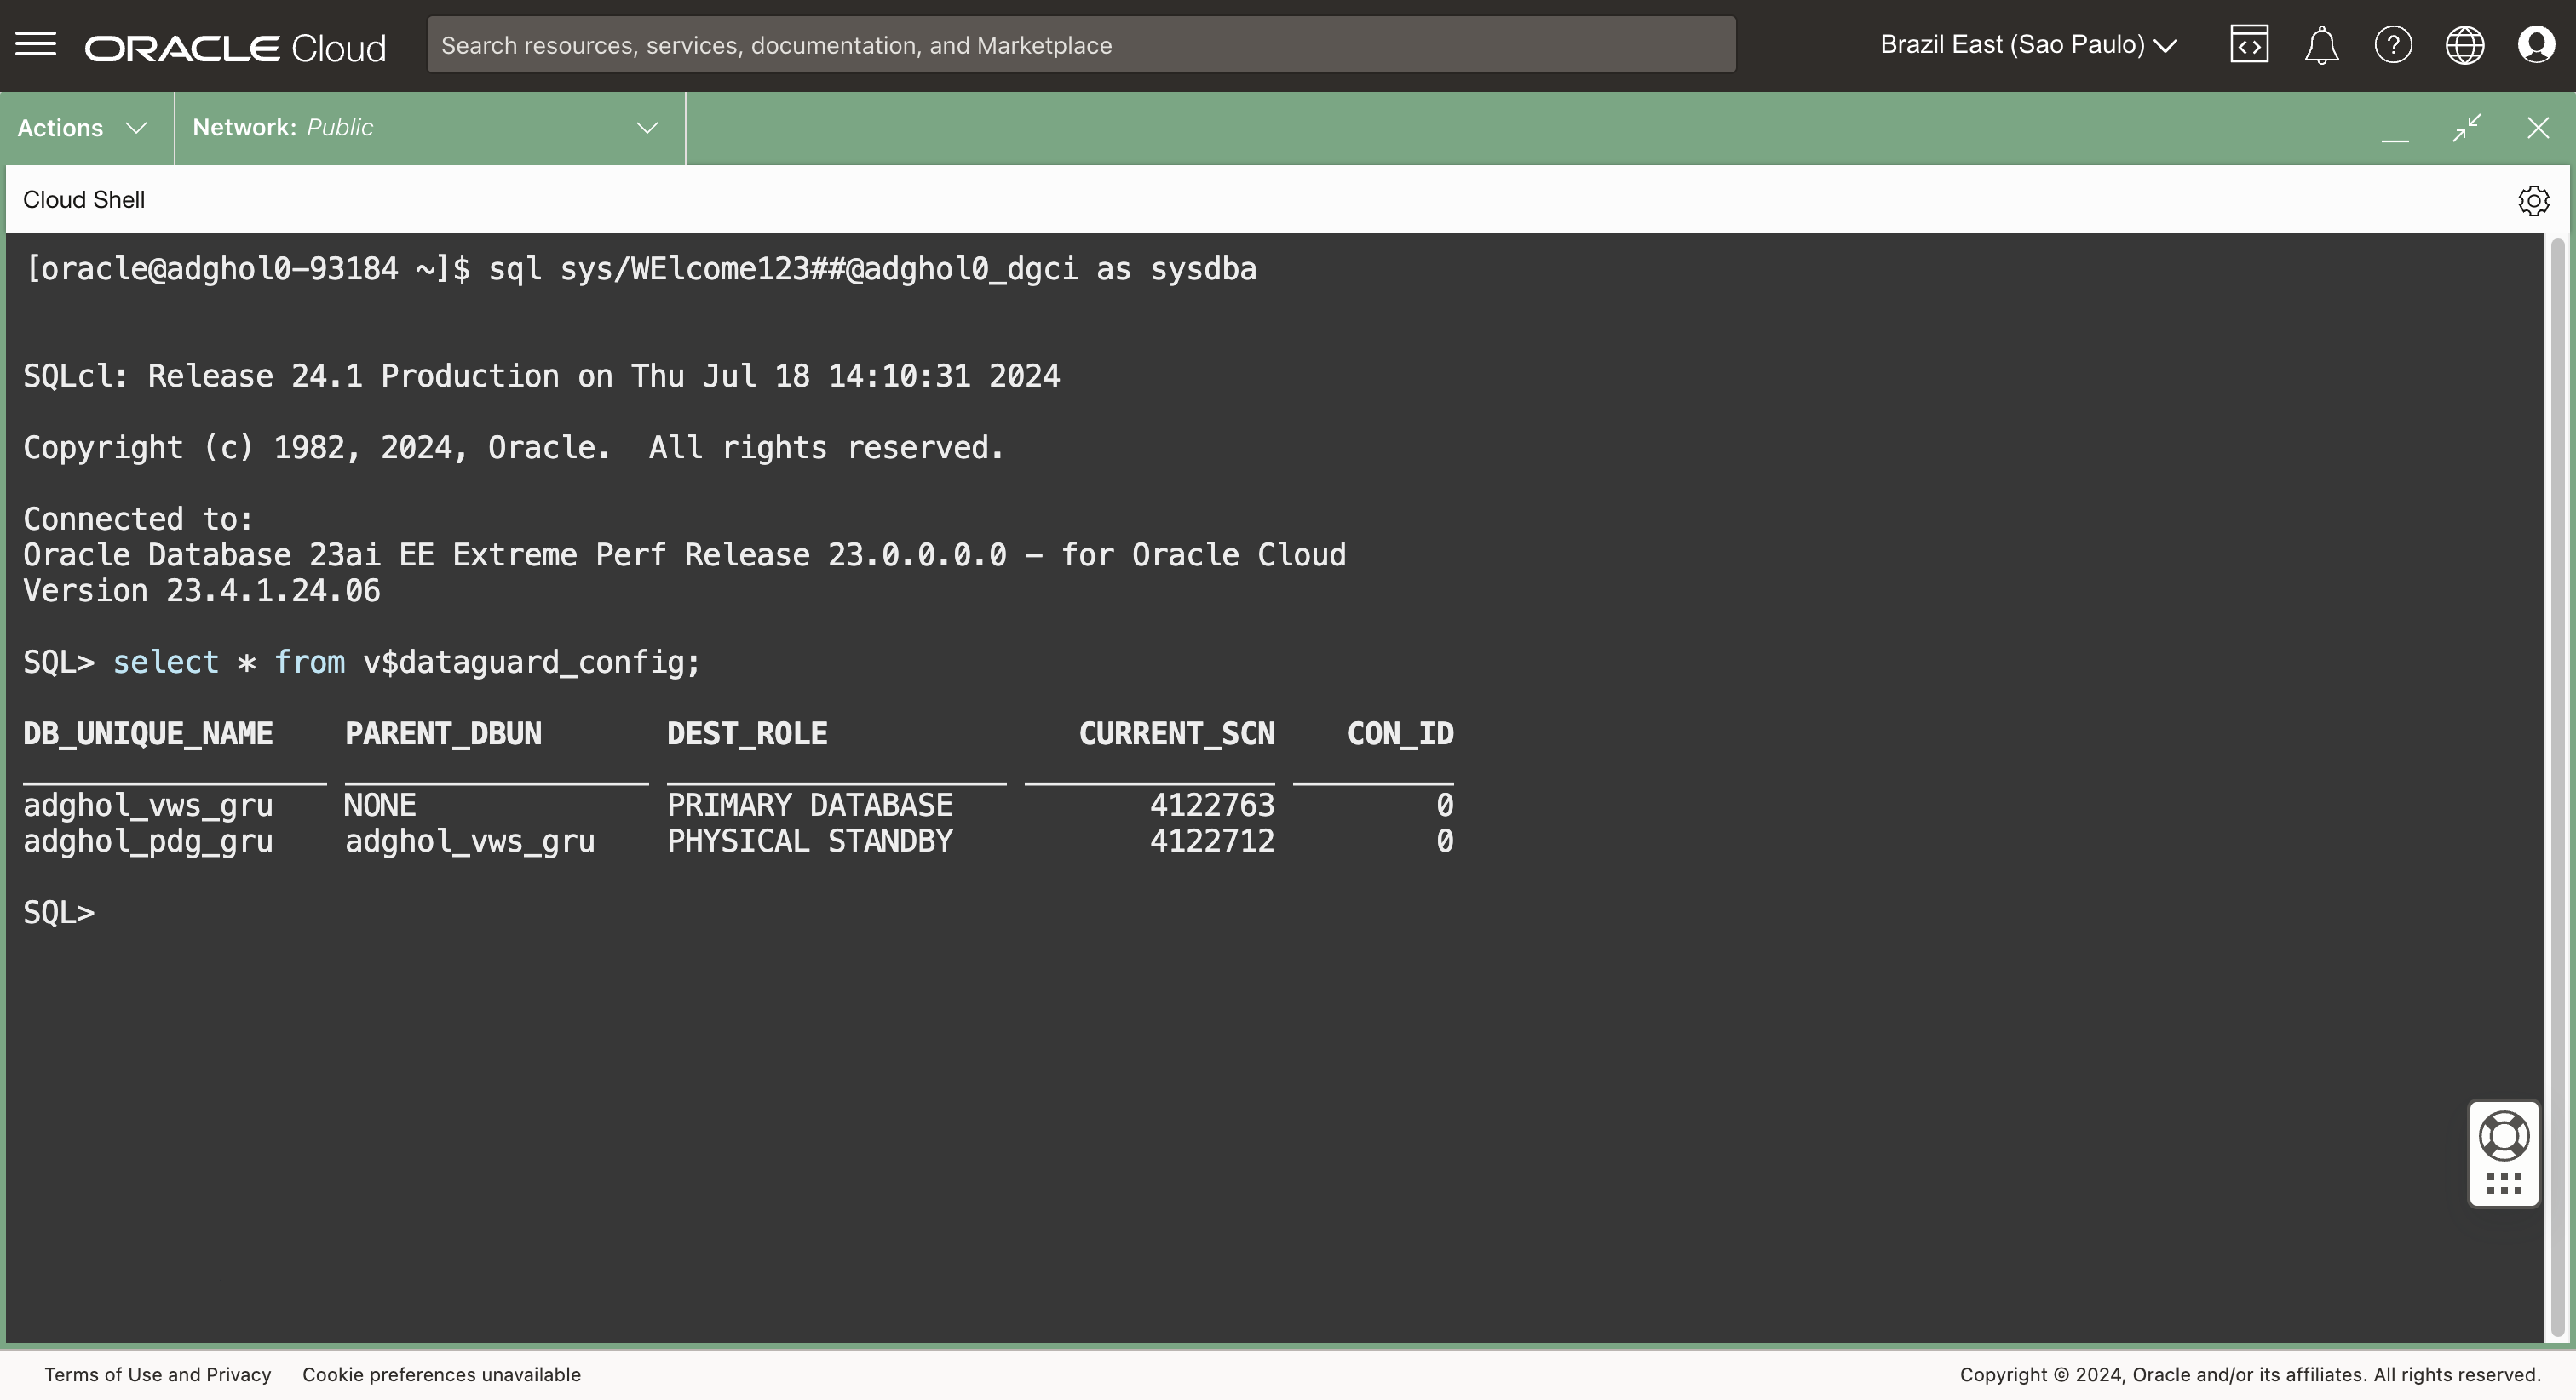 ORACLE Cloud
Search resources, services, documentation, and Marketplace
Brazil East (Sao Paulo)
Actions
Network: Public
Cloud Shell
[oracle@adghol0-93184 ~]$ sql sys/WElcome123##@adghol0_dgci as sysdba
SQLcl: Release 24.1 Production on Thu Jul 18 14:10:31 2024
Copyright (c) 1982, 2024, Oracle.  All rights reserved.
Connected to:
Oracle Database 23ai EE Extreme Perf Release 23.0.0.0.0 - for Oracle Cloud
Version 23.4.1.24.06
SQL> select * from v$dataguard_config;
DB_UNIQUE_NAME    PARENT_DBUN       DEST_ROLE              CURRENT_SCN    CON_ID
adghol_vws_gru    NONE              PRIMARY DATABASE           4122763         0
adghol_pdg_gru    adghol_vws_gru    PHYSICAL STANDBY           4122712         0
SQL>
Terms of Use and Privacy    Cookie preferences unavailable    Copyright © 2024, Oracle and/or its affiliates. All rights reserved.